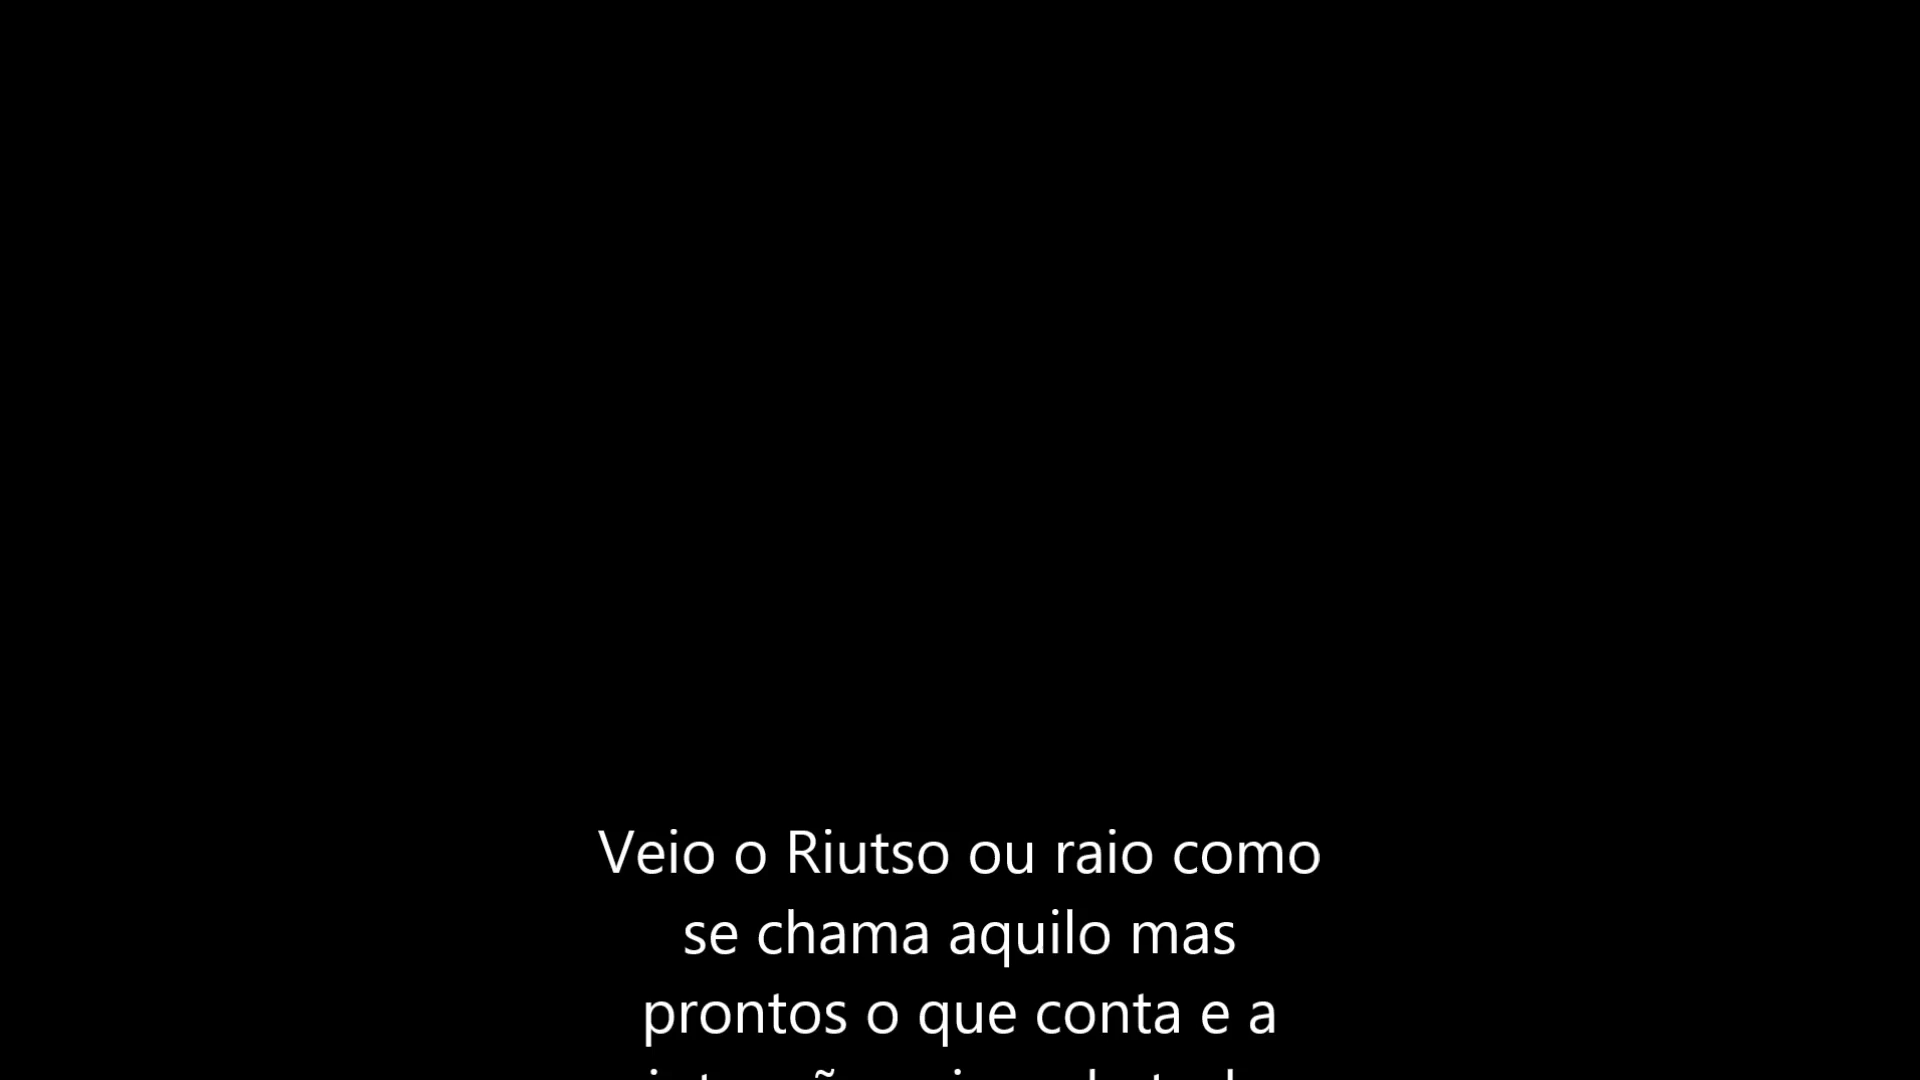 Veio o Riutso ou raio como
se chama aquilo mas
prontos o que conta e a